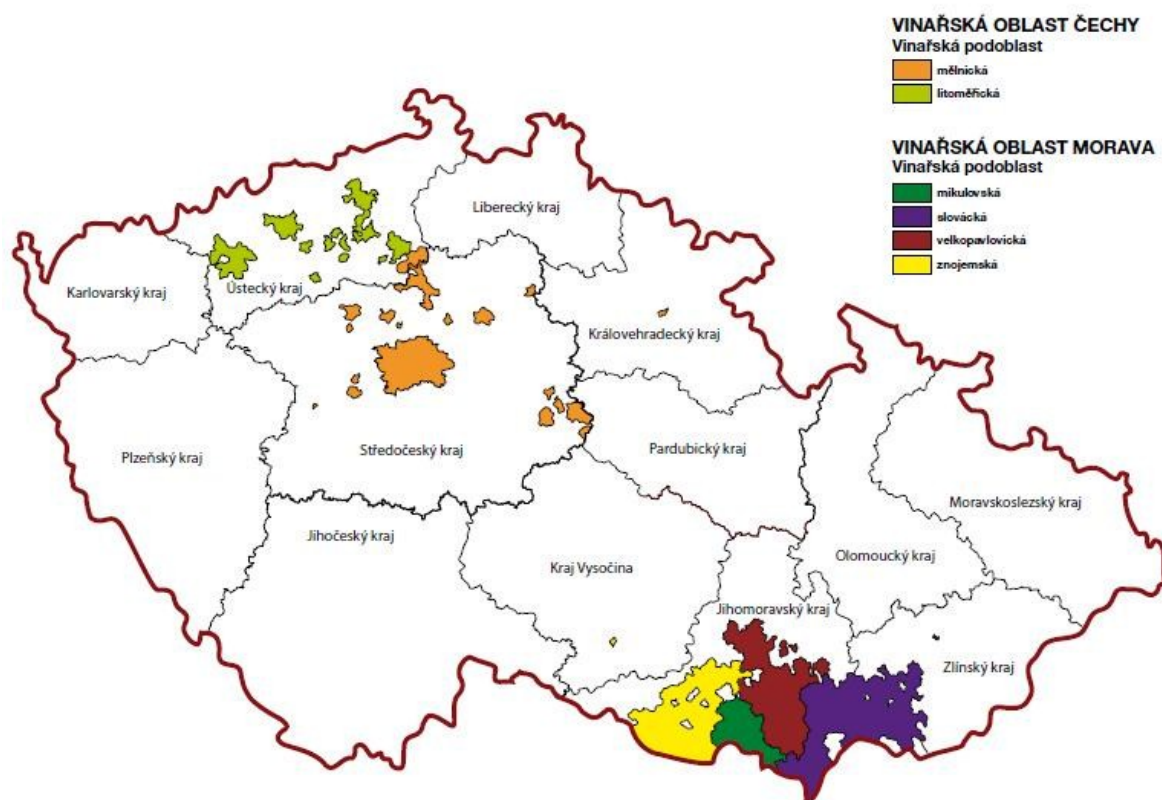 VINAŘSKÁ OBLAST ČECHY
Vinařská podoblast
mělnická
litoměřická
VINAŘSKÁ OBLAST MORAVA
Vinařská podoblast
mikulovská
slovácká
velkopavlovická
znojemská
Liberecký kraj
Karlovarský kraj
Ústecký kraj
Královehradecký kraj
Plzeňský kraj
Středočeský kraj
Pardubický kraj
Moravskoslezský kraj
Jihočeský kraj
Kraj Vysočina
Olomoucký kraj
Jihomoravský kraj
Zlínský kraj